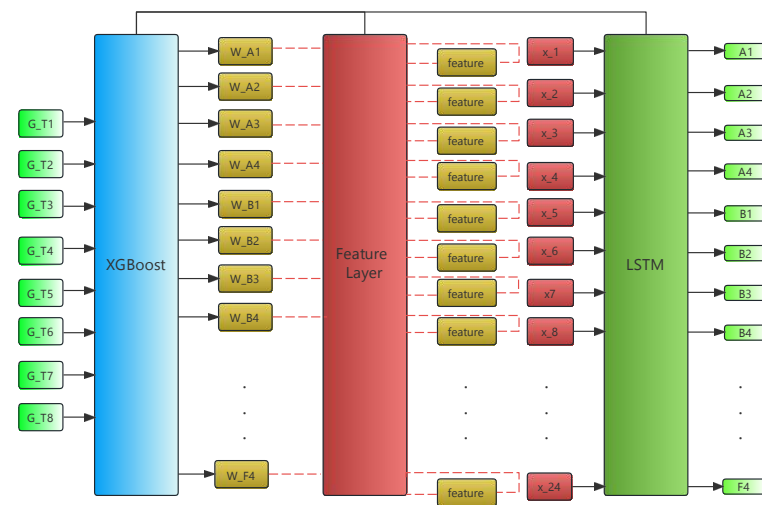 G_T1
G_T2
G_T3
G_T4
G_T5
G_T6
G_T7
G_T8
XGBoost
W_A1
W_A2
W_A3
W_A4
W_B1
W_B2
W_B3
W_B4
W_F4
Feature
Layer
feature
feature
feature
feature
feature
feature
feature
feature
feature
x_1
x_2
x_3
x_4
x_5
x_6
x7
x_8
x_24
LSTM
A1
A2
A3
A4
B1
B2
B3
B4
F4